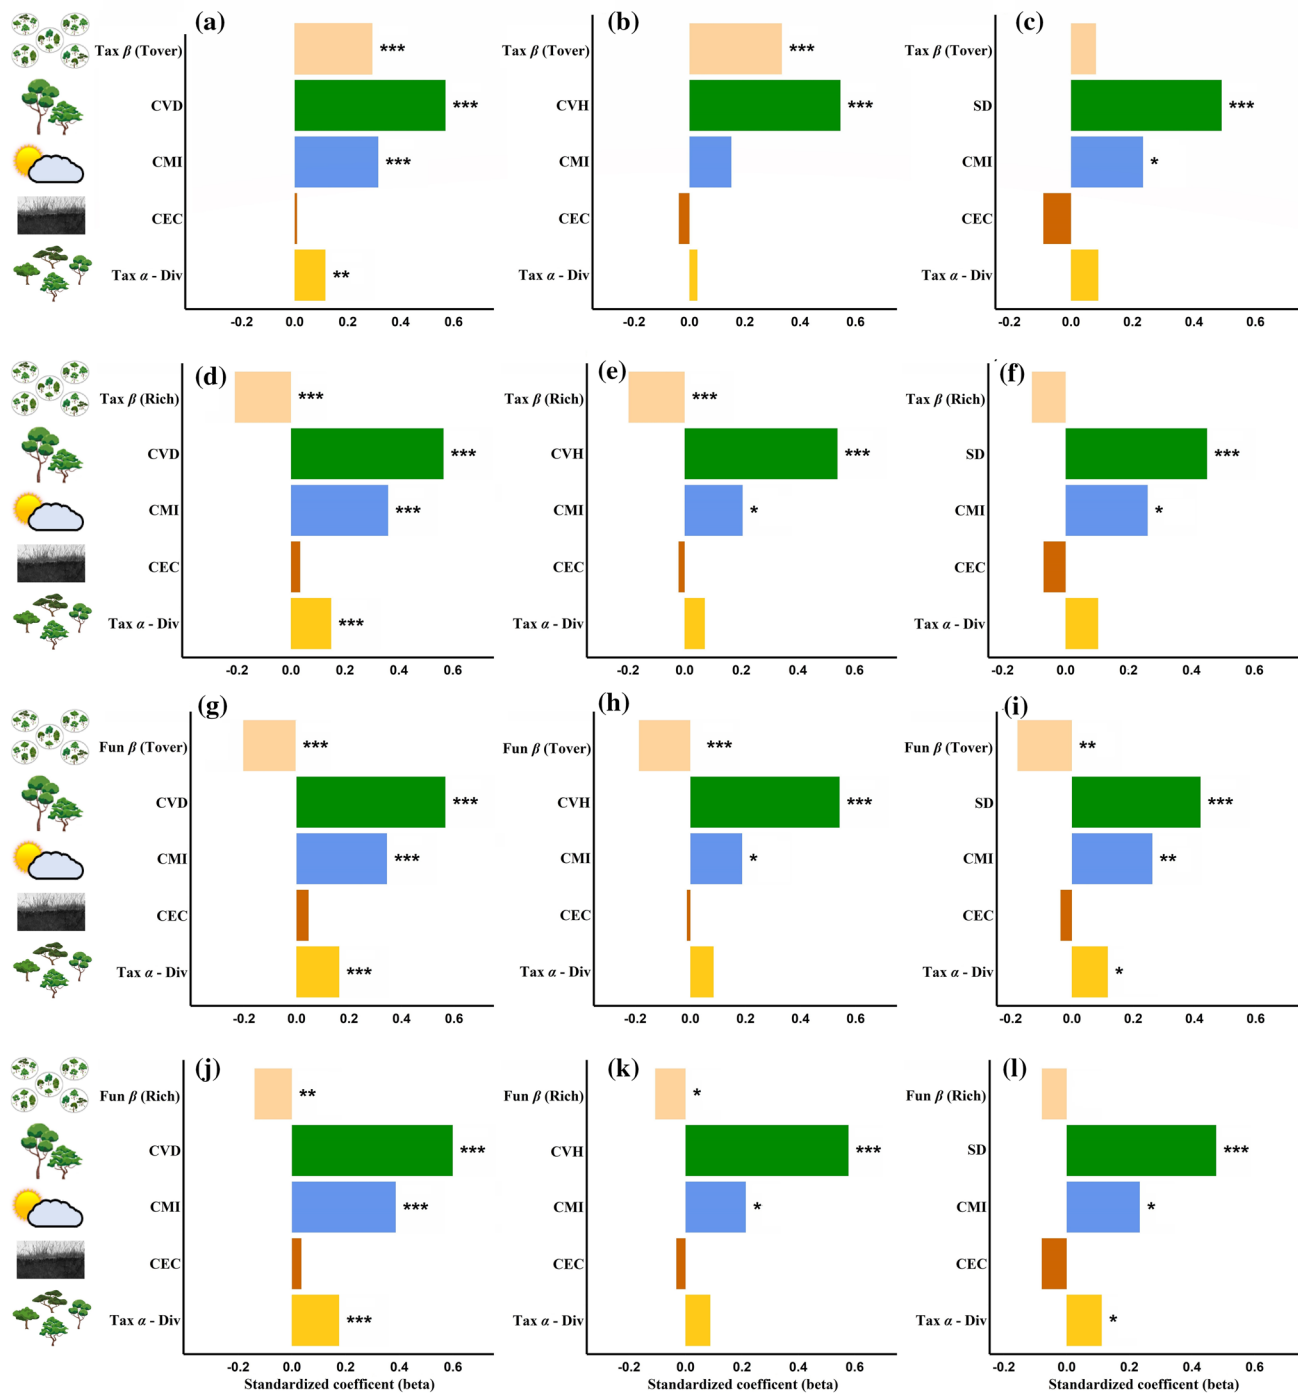 (a) (b) (c)
Tax β (Tover) *** Tax β (Tover) *** Tax β (Tover)
CVD *** CVH *** SD ***
CMI *** CMI CMI *
CEC CEC CEC
Tax α - Div ** Tax α - Div Tax α - Div
-0.2 0.0 0.2 0.4 0.6 -0.2 0.0 0.2 0.4 0.6 -0.2 0.0 0.2 0.4 0.6
(d) (e) (f)
Tax β (Rich) *** Tax β (Rich) *** Tax β (Rich)
CVD *** CVH *** SD ***
CMI *** CMI * CMI *
CEC CEC CEC
Tax α - Div *** Tax α - Div Tax α - Div
-0.2 0.0 0.2 0.4 0.6 -0.2 0.0 0.2 0.4 0.6 -0.2 0.0 0.2 0.4 0.6
(g) (h) (i)
Fun β (Tover) *** Fun β (Tover) *** Fun β (Tover) **
CVD *** CVH *** SD ***
CMI *** CMI * CMI **
CEC CEC CEC
Tax α - Div *** Tax α - Div Tax α - Div *
-0.2 0.0 0.2 0.4 0.6 -0.2 0.0 0.2 0.4 0.6 -0.2 0.0 0.2 0.4 0.6
(j) (k) (l)
Fun β (Rich) ** Fun β (Rich) * Fun β (Rich)
CVD *** CVH *** SD ***
CMI *** CMI * CMI *
CEC CEC CEC
Tax α - Div *** Tax α - Div Tax α - Div *
-0.2 0.0 0.2 0.4 0.6 -0.2 0.0 0.2 0.4 0.6 -0.2 0.0 0.2 0.4 0.6
Standardized coefficent (beta) Standardized coefficent (beta) Standardized coefficent (beta)